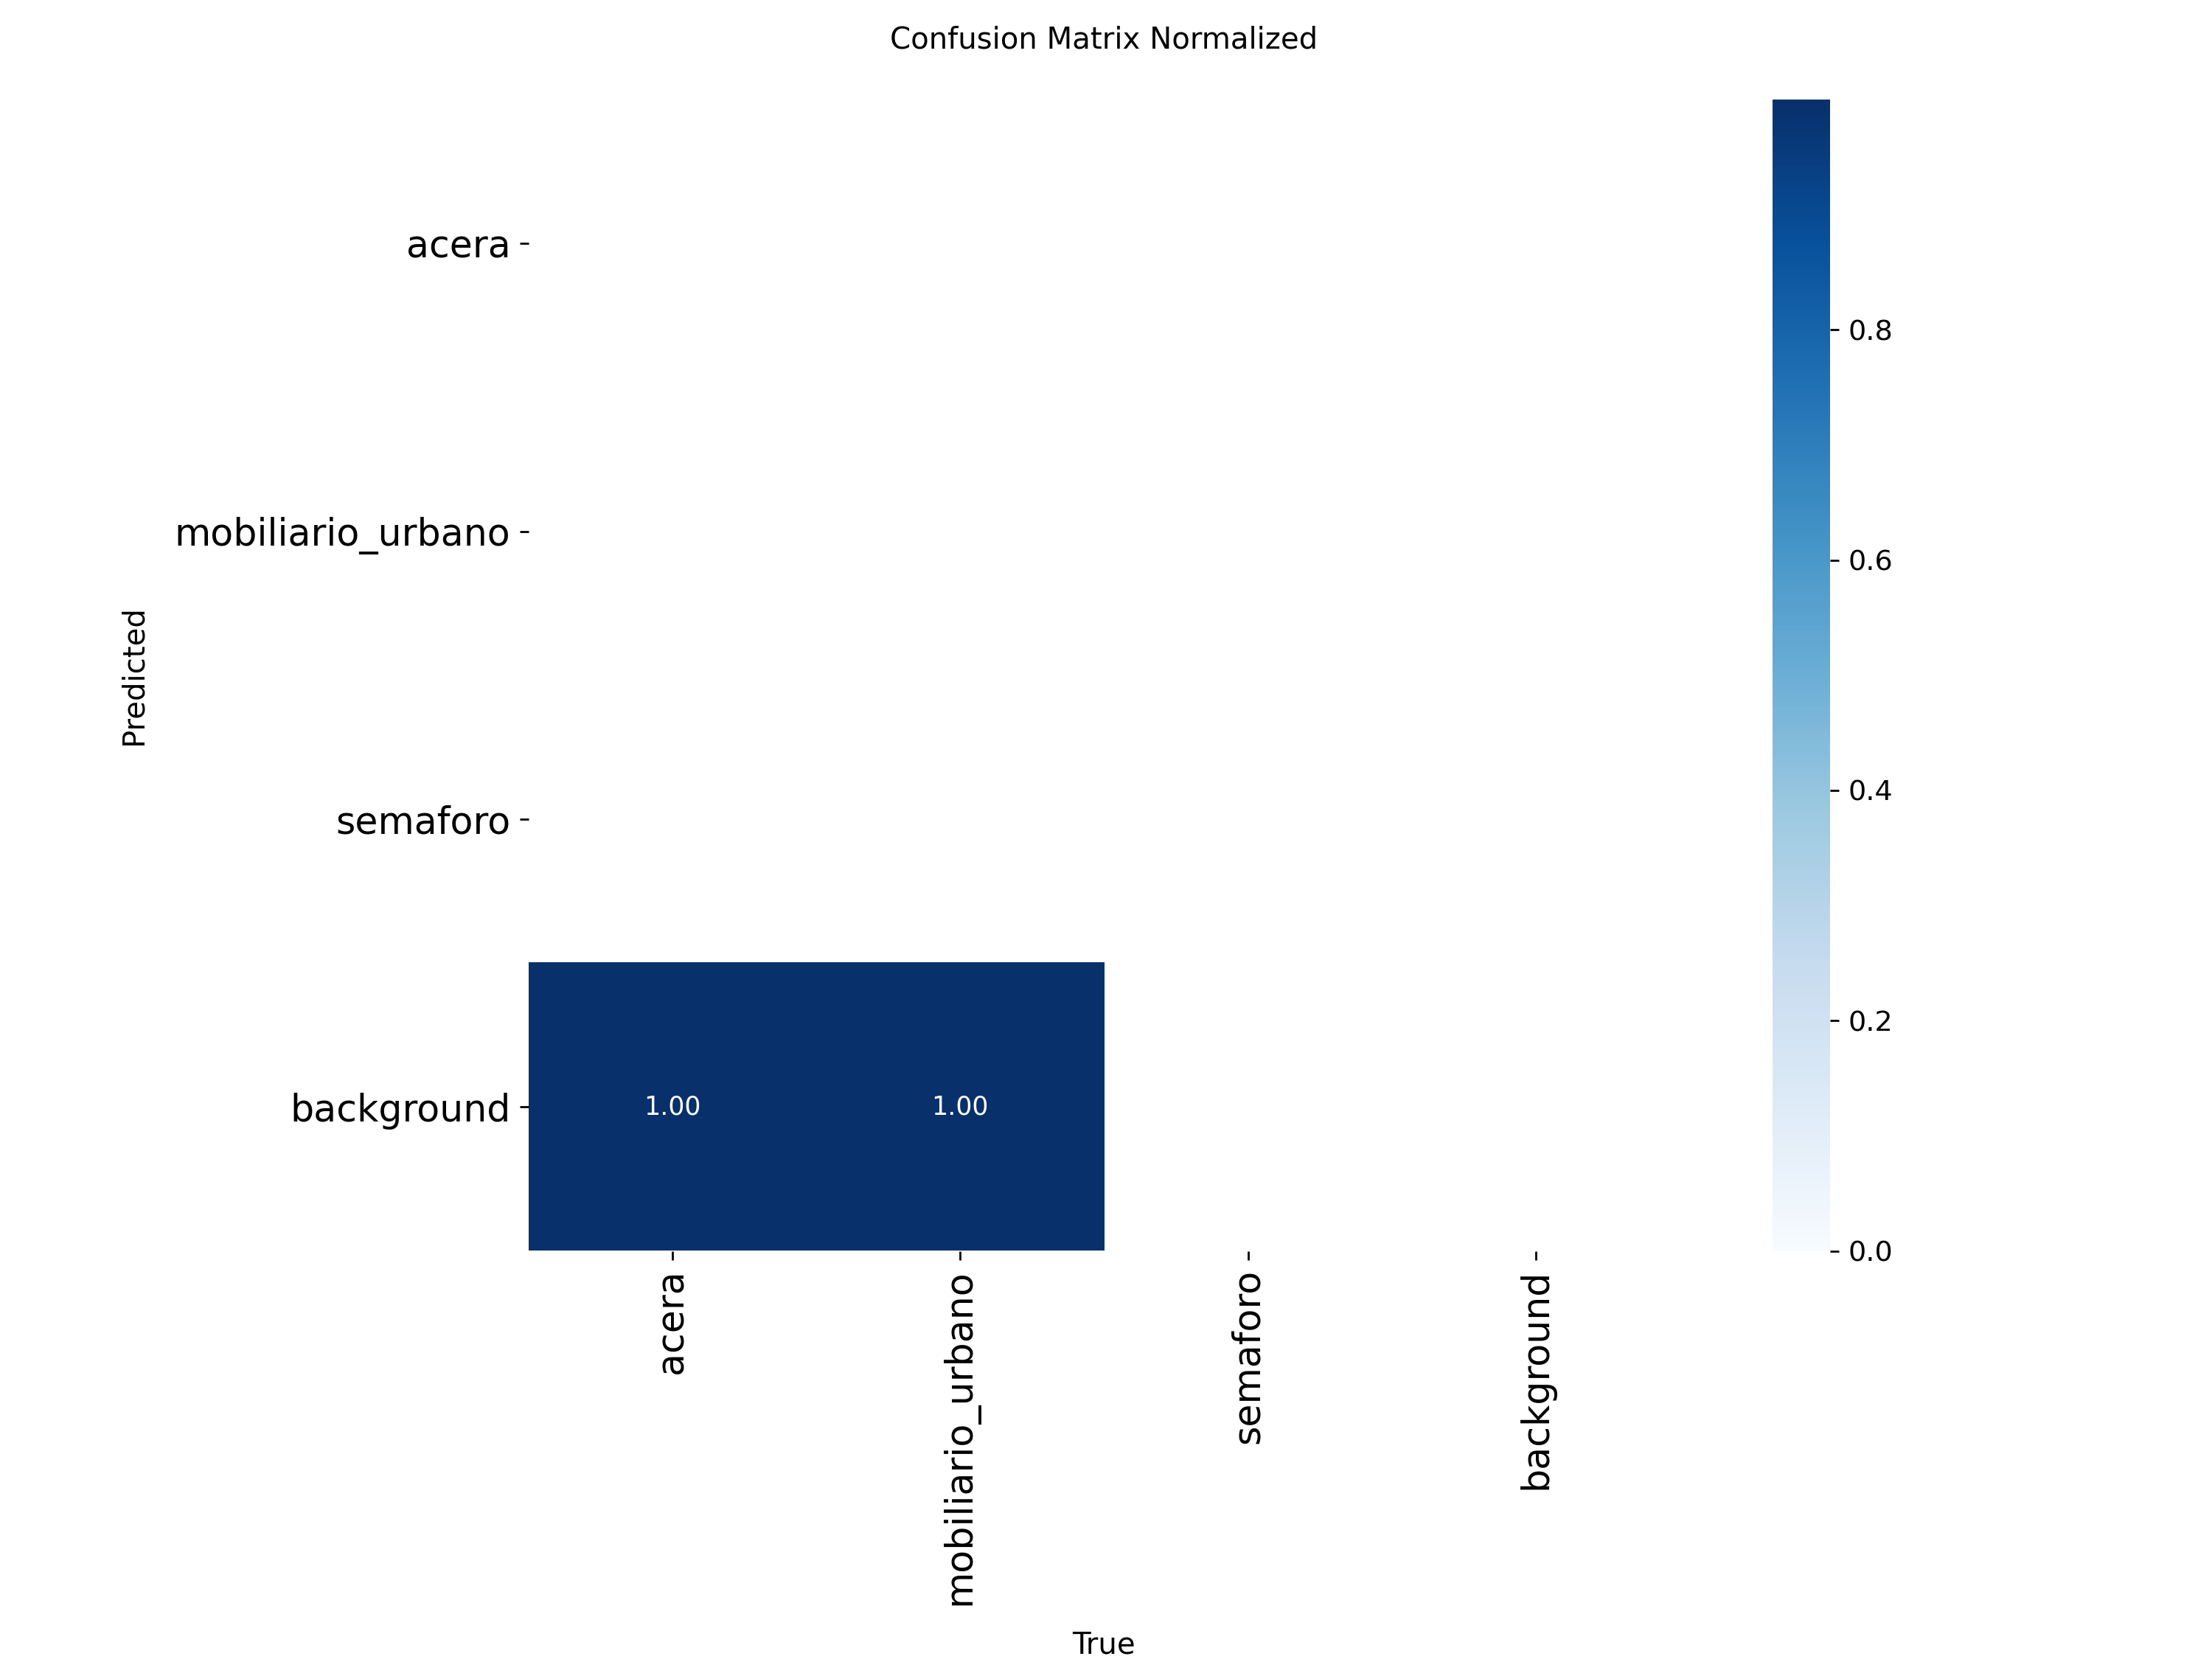 Confusion Matrix Normalized
acera
mobiliario_urbano
semaforo
background
Predicted
1.00 1.00
acera
mobiliario_urbano
semaforo
background
True
0.8
0.6
0.4
0.2
0.0